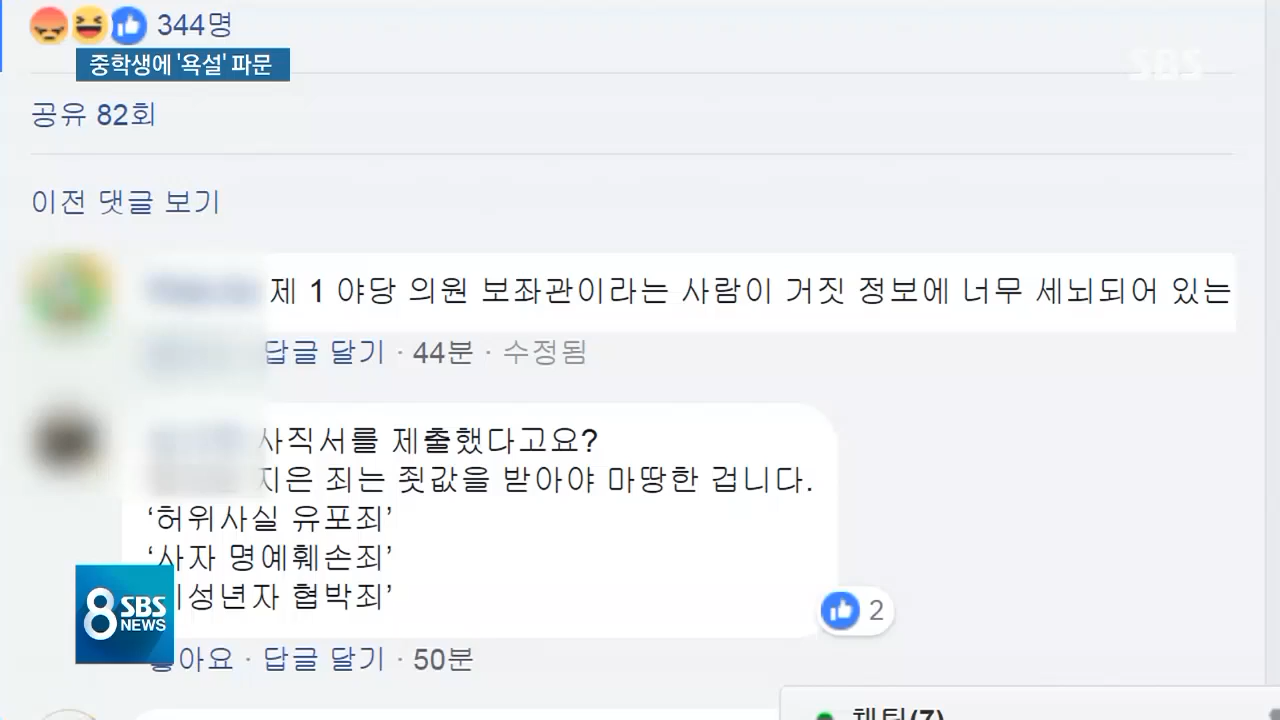 344명
중학생에 '욕설' 파문
SBS
공유 82회
이전 댓글 보기
제 1 야당 의원 보좌관이라는 사람이 거짓 정보에 너무 세뇌되어 있는
답글 달기 · 44분 · 수정됨
사직서를 제출했다고요?
지은 죄는 죗값을 받아야 마땅한 겁니다.
‘허위사실 유포죄’
‘사자 명예훼손죄’
성년자 협박죄’
2
8 SBS NEWS
좋아요 · 답글 달기 · 50분
채팅(7)